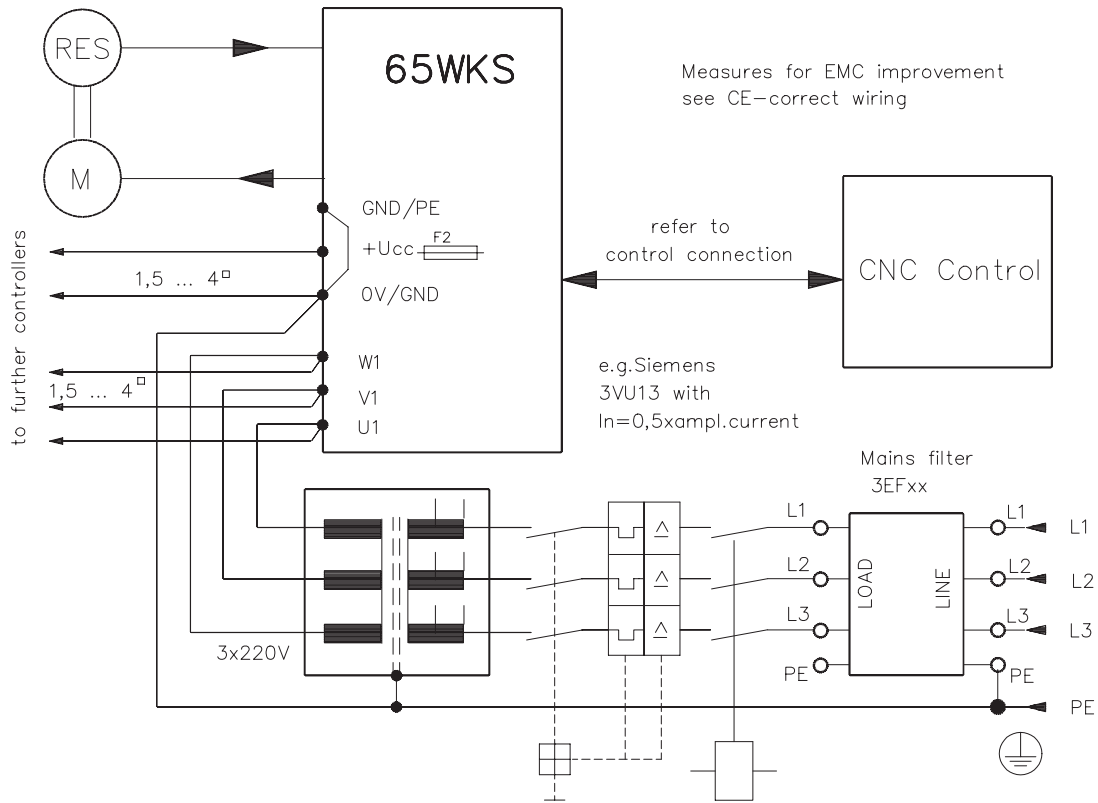 RES
65WKS
Measures for EMC improvement
see CE-correct wiring
M
GND/PE
+Ucc
F2
0V/GND
1,5 ... 4□
to further controllers
refer to
control connection
CNC Control
W1
V1
U1
1,5 ... 4□
e.g.Siemens
3VU13 with
In=0,5xampl.current
Mains filter
3EFxx
L1
L1
L1
L2
L2
L2
L3
L3
L3
LOAD
LINE
3x220V
PE
PE
PE